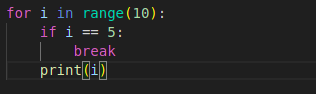 for i in range(10):
    if i == 5:
        break
    print(i)